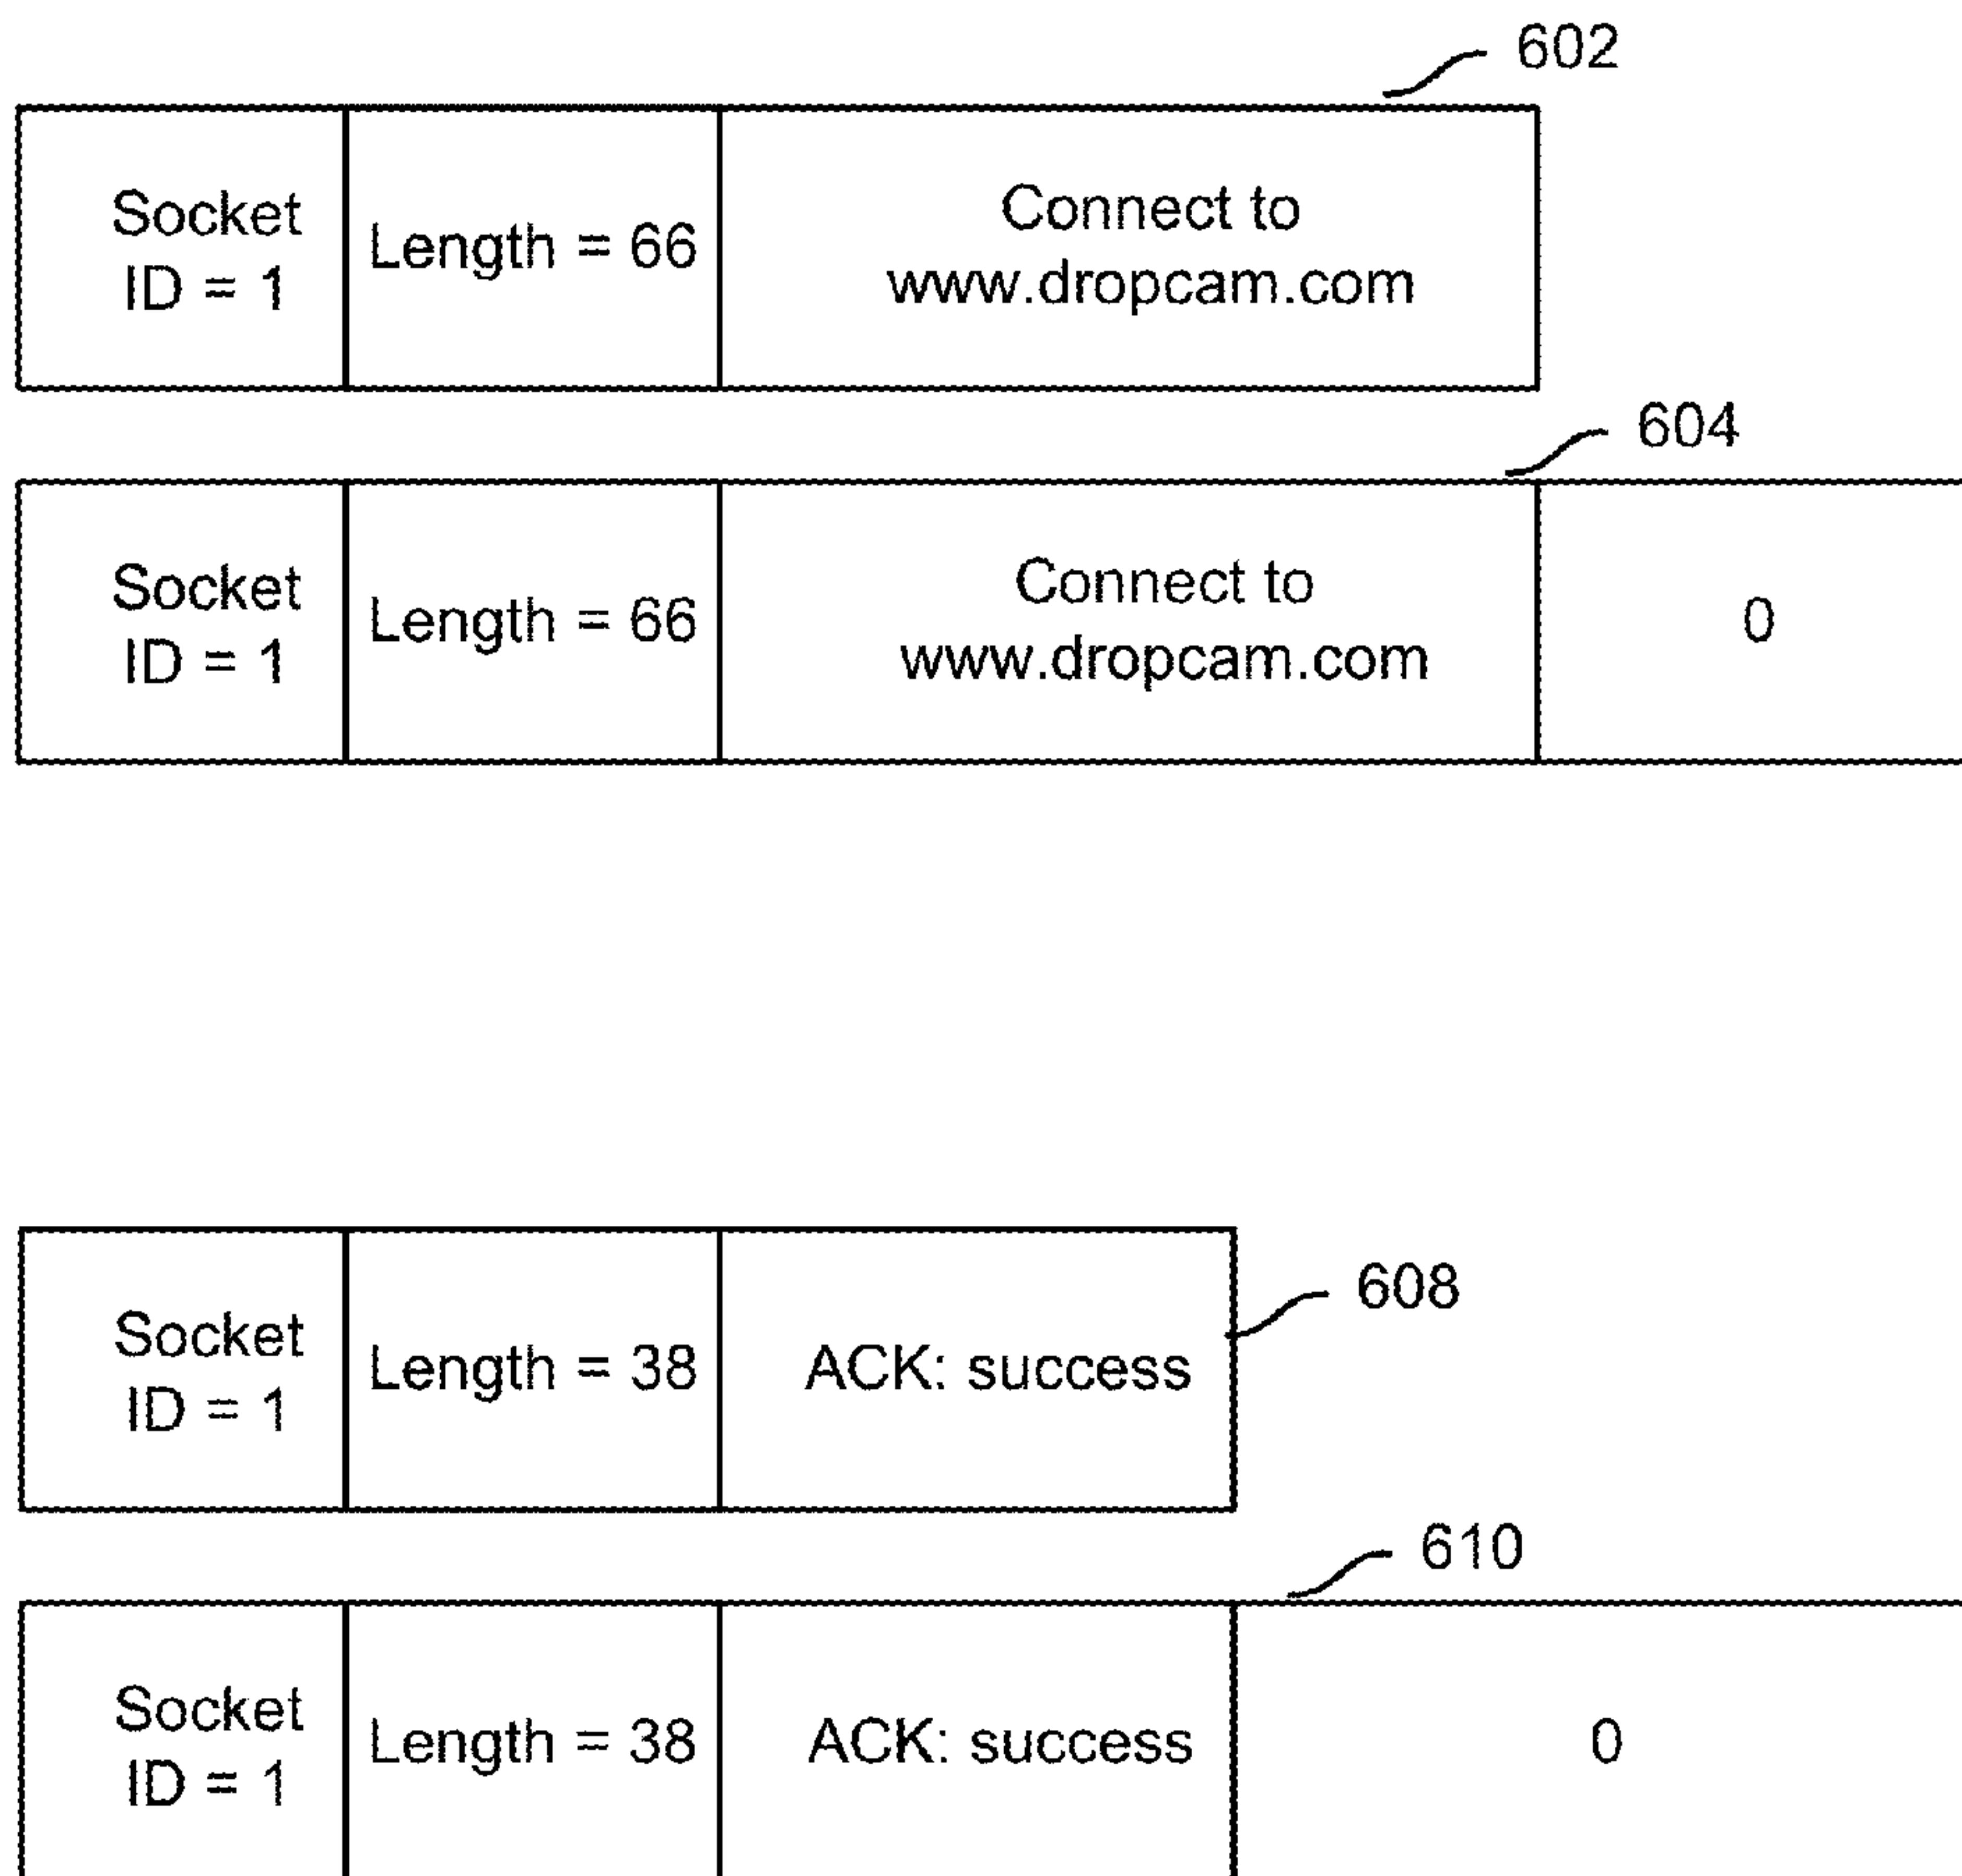 602
Socket
ID = 1
Length = 66
Connect to
www.dropcam.com
604
Socket
ID = 1
Length = 66
Connect to
www.dropcam.com
0
608
Socket
ID = 1
Length = 38
ACK: success
610
Socket
ID = 1
Length = 38
ACK: success
0